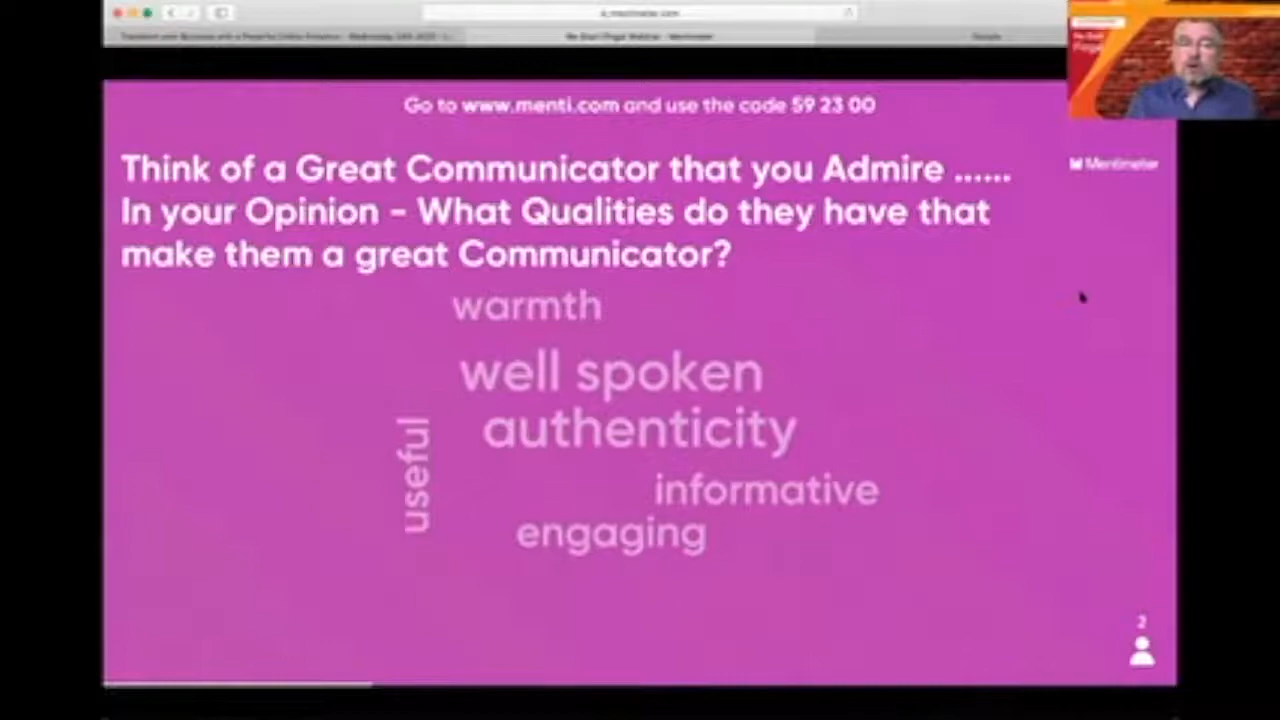 Go to www.menti.com and use the code 59 23 00
Think of a Great Communicator that you Admire ......
In your Opinion - What Qualities do they have that
make them a great Communicator?
Mentimeter
warmth
well spoken
authenticity
useful
informative
engaging
2